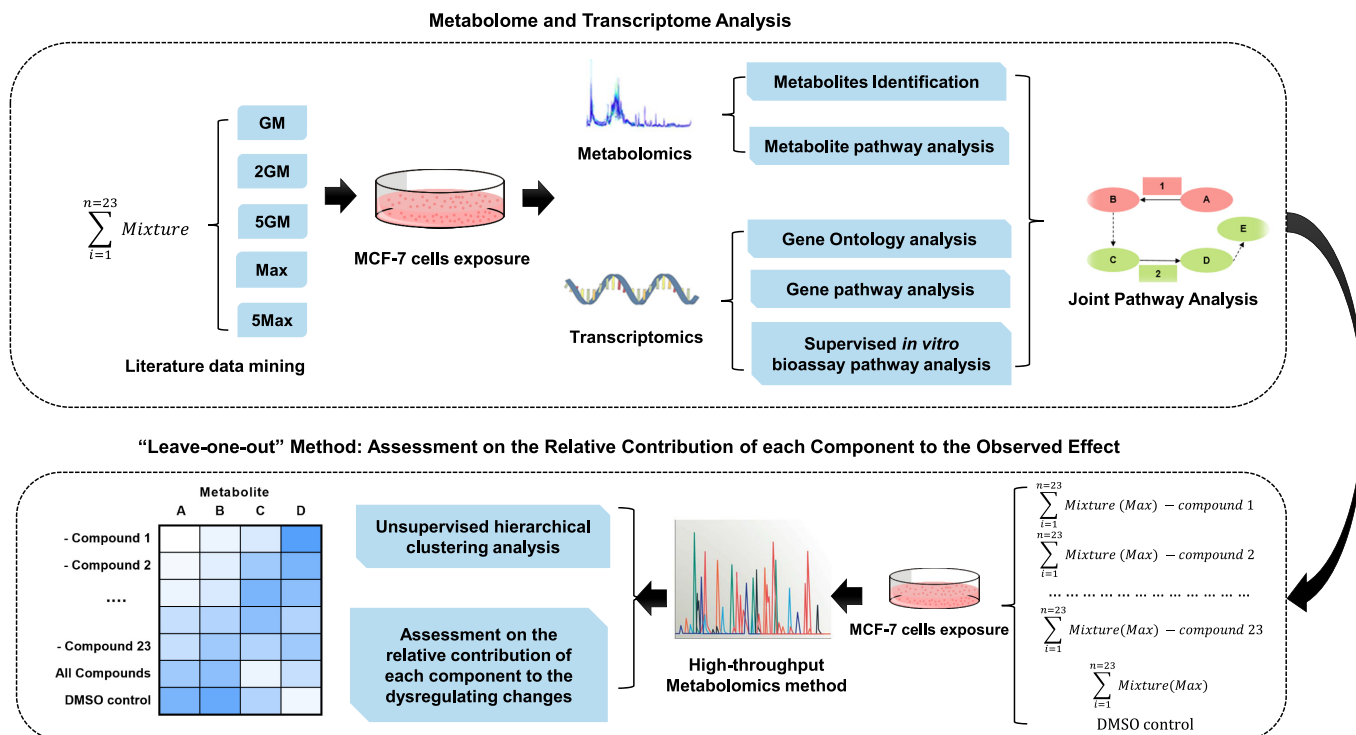 Metabolome and Transcriptome Analysis
n=23
∑ Mixture
i=1
GM
2GM
5GM
Max
5Max
Literature data mining
MCF-7 cells exposure
Metabolomics
Transcriptomics
Metabolites Identification
Metabolite pathway analysis
Gene Ontology analysis
Gene pathway analysis
Supervised in vitro
bioassay pathway analysis
1
B
A
E
C
D
2
Joint Pathway Analysis
“Leave-one-out” Method: Assessment on the Relative Contribution of each Component to the Observed Effect
Metabolite
A B C D
- Compound 1
- Compound 2
....
- Compound 23
All Compounds
DMSO control
Unsupervised hierarchical
clustering analysis
Assessment on the
relative contribution of
each component to the
dysregulating changes
High-throughput
Metabolomics method
MCF-7 cells exposure
n=23
∑ Mixture (Max) − compound 1
i=1
n=23
∑ Mixture (Max) − compound 2
i=1
… … … … … … … … … … … …
n=23
∑ Mixture(Max) − compound 23
i=1
n=23
∑ Mixture(Max)
i=1
DMSO control